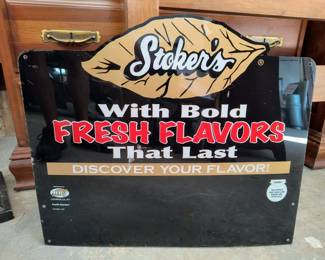 Stoker's®
With Bold
FRESH FLAVORS
That Last
DISCOVER YOUR FLAVOR!